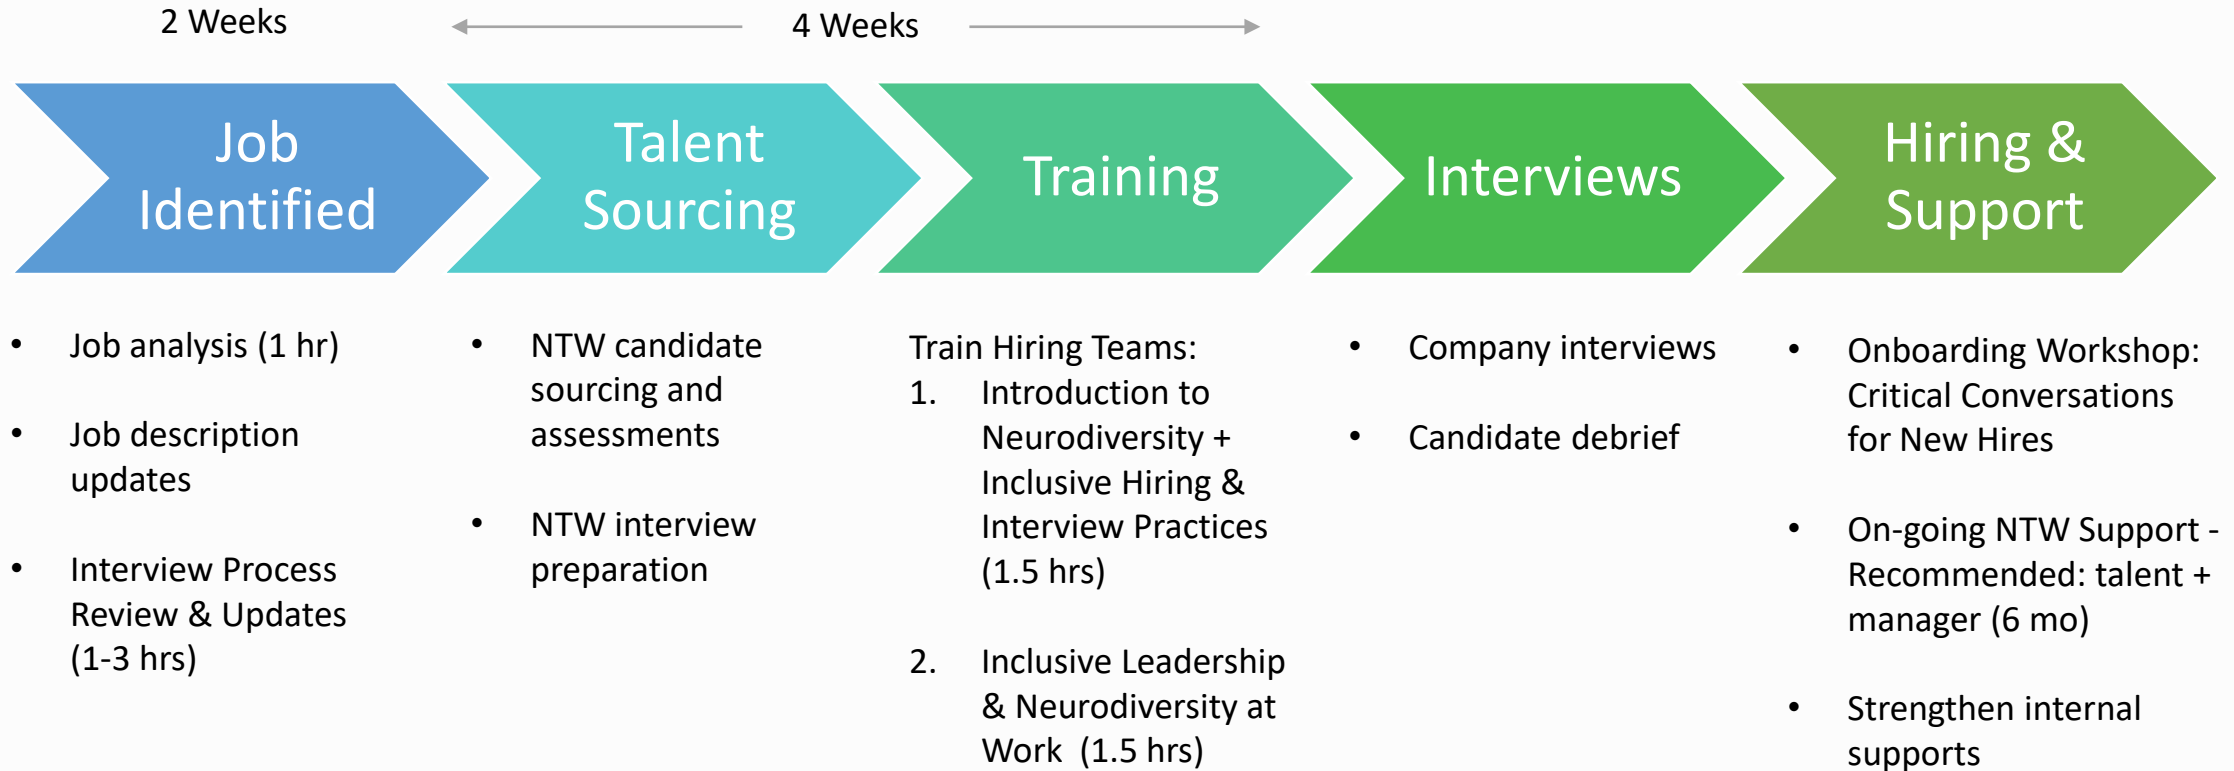 2 Weeks
4 Weeks
Job
Identified
Talent
Sourcing
Training
Interviews
Hiring &
Support
• Job analysis (1 hr)
• Job description
updates
• Interview Process
Review & Updates
(1-3 hrs)
• NTW candidate
sourcing and
assessments
• NTW interview
preparation
Train Hiring Teams:
1. Introduction to
Neurodiversity +
Inclusive Hiring &
Interview Practices
(1.5 hrs)
2. Inclusive Leadership
& Neurodiversity at
Work (1.5 hrs)
• Company interviews
• Candidate debrief
• Onboarding Workshop:
Critical Conversations
for New Hires
• On-going NTW Support -
Recommended: talent +
manager (6 mo)
• Strengthen internal
supports